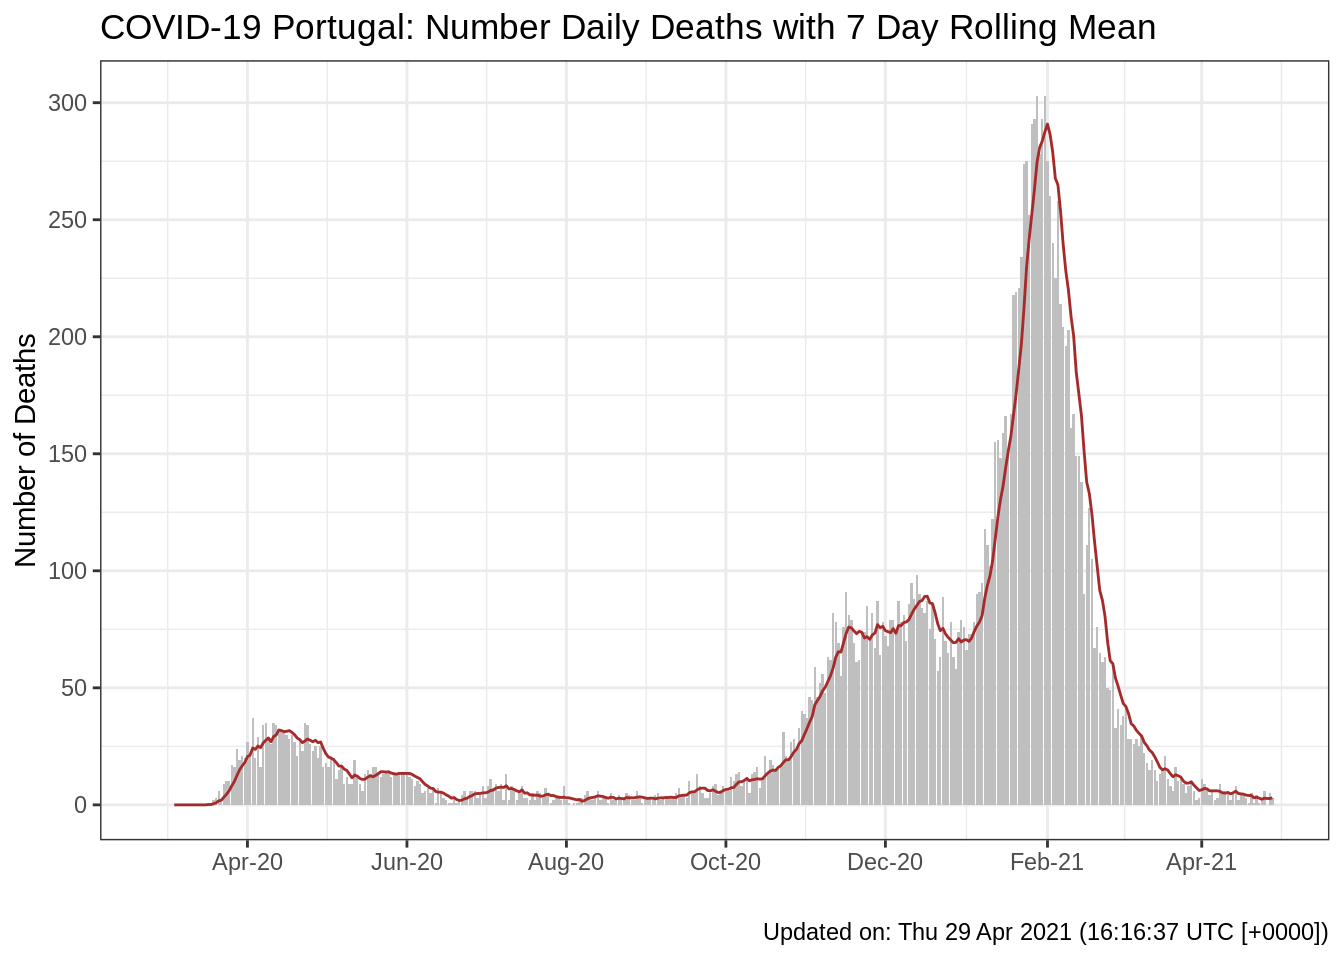 COVID-19 Portugal: Number Daily Deaths with 7 Day Rolling Mean
Number of Deaths
300
250
200
150
100
50
0
Apr-20 Jun-20 Aug-20 Oct-20 Dec-20 Feb-21 Apr-21
Updated on: Thu 29 Apr 2021 (16:16:37 UTC [+0000])